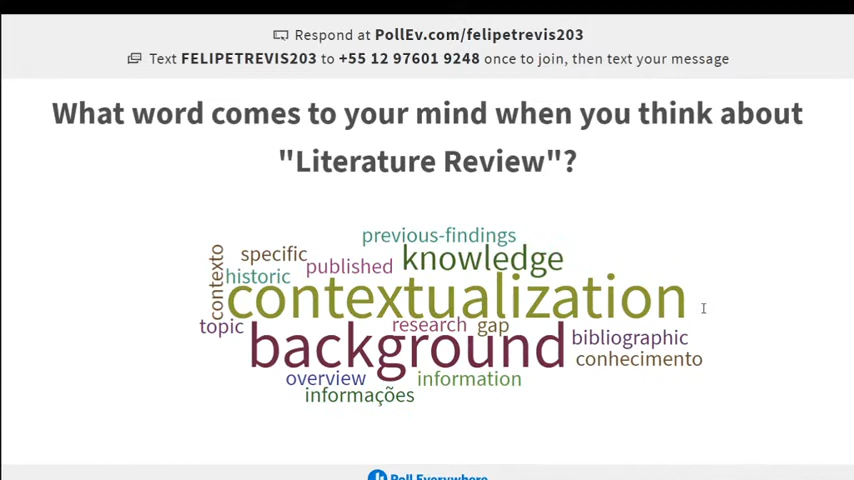 Respond at PollEv.com/felipetrevis203
Text FELIPETREVIS203 to +55 12 97601 9248 once to join, then text your message
What word comes to your mind when you think about
"Literature Review"?
previous-findings
specific
knowledge
published
historic
contexto
contextualization
topic
research
gap
background
bibliographic
conhecimento
overview
information
informações
Poll Everywhere